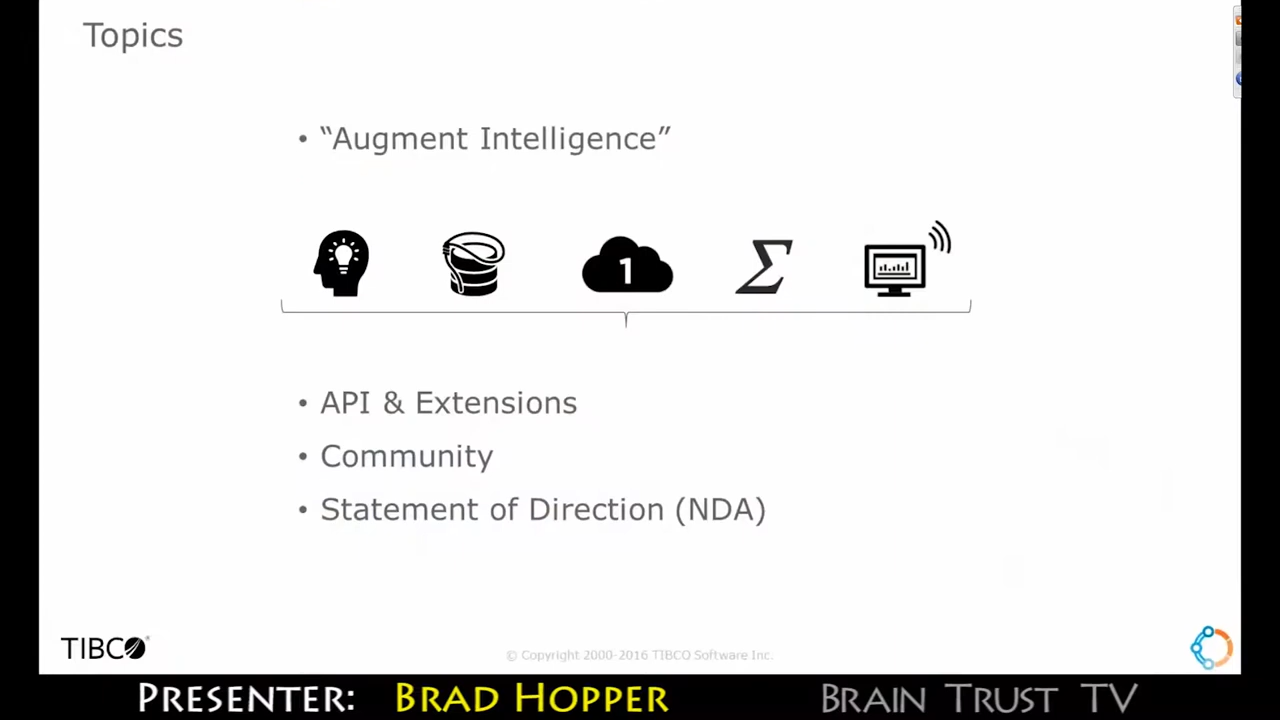 Topics
• “Augment Intelligence”
1
Σ
• API & Extensions
• Community
• Statement of Direction (NDA)
TIBCO®
© Copyright 2000-2016 TIBCO Software Inc.
PRESENTER: BRAD HOPPER BRAIN TRUST TV